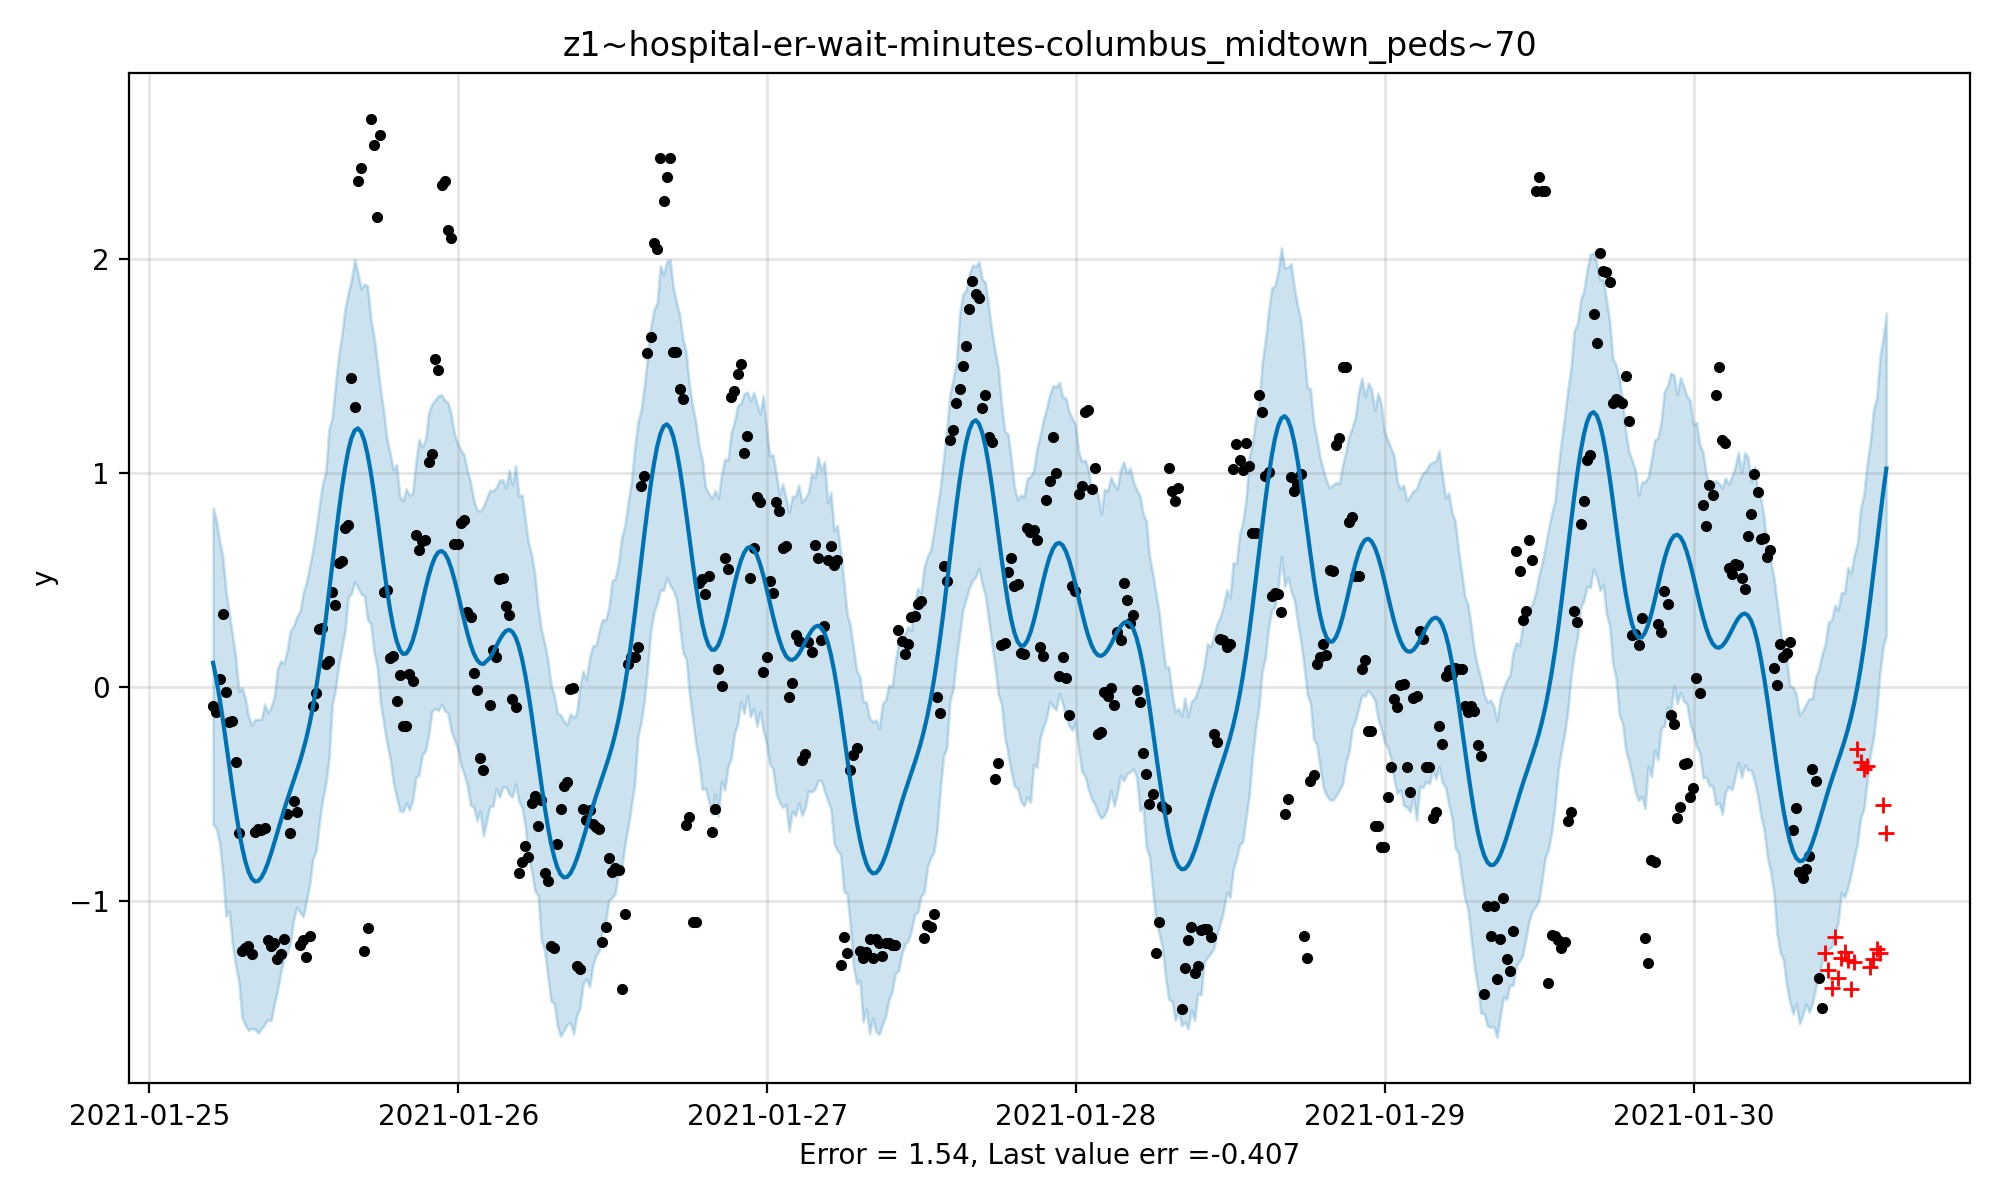 z1~hospital-er-wait-minutes-columbus_midtown_peds~70
y
2
1
0
−1
2021-01-25 2021-01-26 2021-01-27 2021-01-28 2021-01-29 2021-01-30
Error = 1.54, Last value err =-0.407